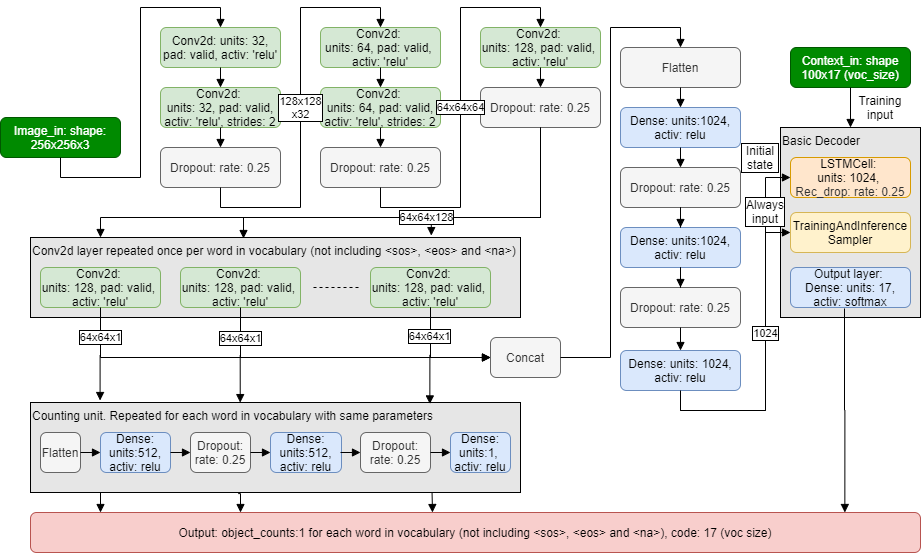 Image_in: shape:
256x256x3
Conv2d: units: 32,
pad: valid, activ: 'relu'
Conv2d:
units: 32, pad: valid,
activ: 'relu', strides: 2
Dropout: rate: 0.25
128x128
x32
Conv2d:
units: 64, pad: valid,
activ: 'relu'
Conv2d:
units: 64, pad: valid,
activ: 'relu', strides: 2
Dropout: rate: 0.25
64x64x64
Conv2d:
units: 128, pad: valid,
activ: 'relu'
Dropout: rate: 0.25
64x64x128
Conv2d layer repeated once per word in vocabulary (not including <sos>, <eos> and <na>)
Conv2d:
units: 128, pad: valid,
activ: 'relu'
Conv2d:
units: 128, pad: valid,
activ: 'relu'
--------
Conv2d:
units: 128, pad: valid,
activ: 'relu'
64x64x1
64x64x1
64x64x1
Concat
Flatten
Dense: units:1024,
activ: relu
Dropout: rate: 0.25
Dense: units:1024,
activ: relu
Dropout: rate: 0.25
Dense: units: 1024,
activ: relu
1024
Initial
state
Always
input
Context_in: shape
100x17 (voc_size)
Training
input
Basic Decoder
LSTMCell:
units: 1024,
Rec_drop: rate: 0.25
TrainingAndInference
Sampler
Output layer:
Dense: units: 17,
activ: softmax
Counting unit. Repeated for each word in vocabulary with same parameters
Flatten
Dense:
units:512,
activ: relu
Dropout:
rate: 0.25
Dense:
units:512,
activ: relu
Dropout:
rate: 0.25
Dense:
units:1,
activ: relu
Output: object_counts:1 for each word in vocabulary (not including <sos>, <eos> and <na>), code: 17 (voc size)